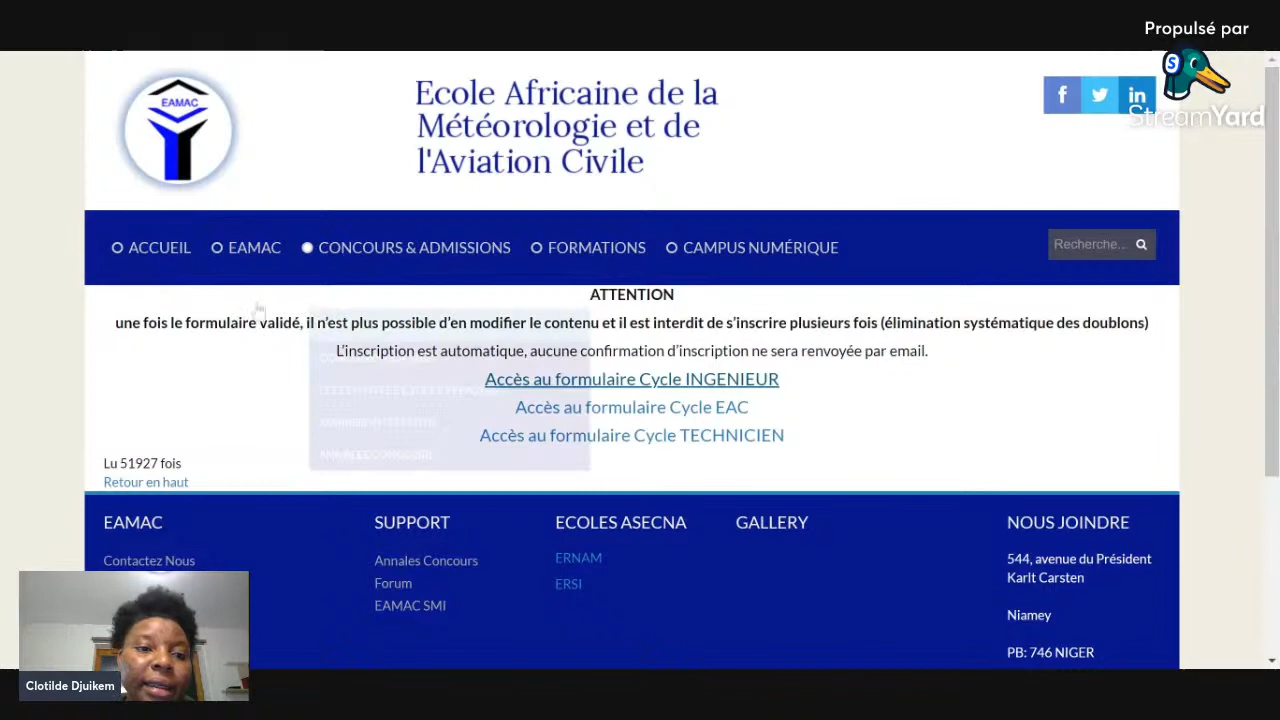 Propulsé par
StreamYard
EAMAC
Ecole Africaine de la
Météorologie et de
l'Aviation Civile
ACCUEIL
EAMAC
CONCOURS & ADMISSIONS
FORMATIONS
CAMPUS NUMÉRIQUE
Recherche...
ATTENTION
une fois le formulaire validé, il n'est plus possible d'en modifier le contenu et il est interdit de s'inscrire plusieurs fois (élimination systématique des doublons)
L'inscription est automatique, aucune confirmation d'inscription ne sera renvoyée par email.
Accès au formulaire Cycle INGENIEUR
Accès au formulaire Cycle EAC
Accès au formulaire Cycle TECHNICIEN
Lu 51927 fois
Retour en haut
EAMAC
Contactez Nous
SUPPORT
Annales Concours
Forum
EAMAC SMI
ECOLES ASECNA
ERNAM
ERSI
GALLERY
NOUS JOINDRE
544, avenue du Président
Karlt Carsten
Niamey
PB: 746 NIGER
Clotilde Djuikem